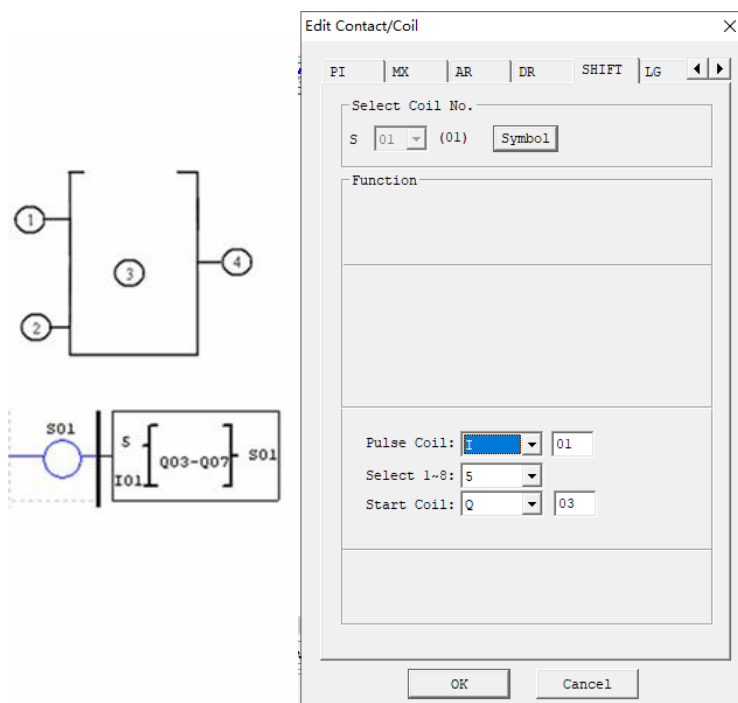 Edit Contact/Coil
PI MX AR DR SHIFT LG
Select Coil No.
S 01 (01) Symbol
Function
1
3
4
2
S01
S
I01
Q03-Q07
S01
Pulse Coil: I 01
Select 1~8: 5
Start Coil: Q 03
OK Cancel